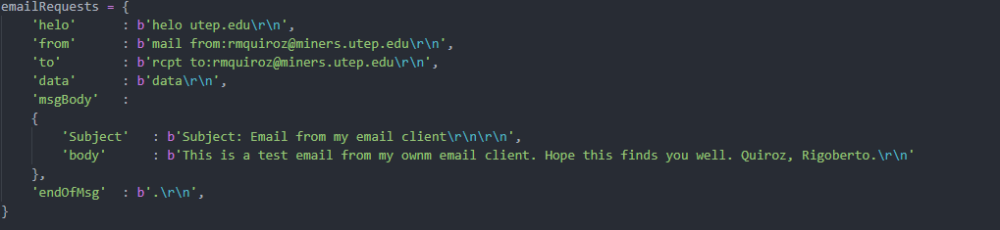 emailRequests = {
    'helo'      : b'helo utep.edu\r\n',
    'from'      : b'mail from:rmquiroz@miners.utep.edu\r\n',
    'to'        : b'rcpt to:rmquiroz@miners.utep.edu\r\n',
    'data'      : b'data\r\n',
    'msgBody'   :
    {
        'Subject'   : b'Subject: Email from my email client\r\n\r\n',
        'body'      : b'This is a test email from my ownm email client. Hope this finds you well. Quiroz, Rigoberto.\r\n'
    },
    'endOfMsg'  : b'.\r\n',
}